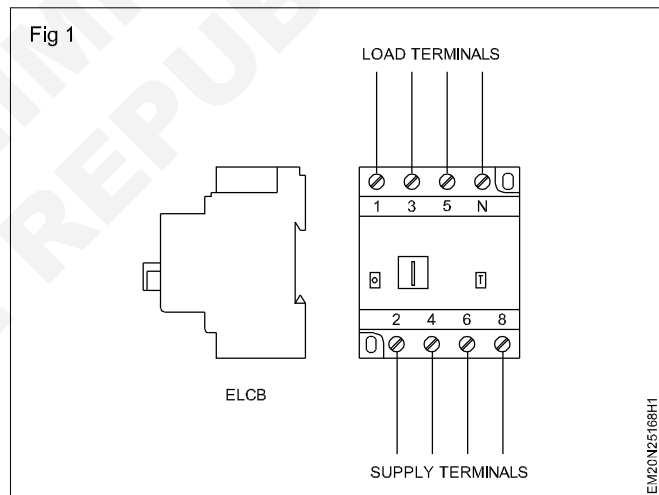 Fig 1
LOAD TERMINALS
1 3 5 N
T
2 4 6 8
ELCB
SUPPLY TERMINALS
EM20N25168H1